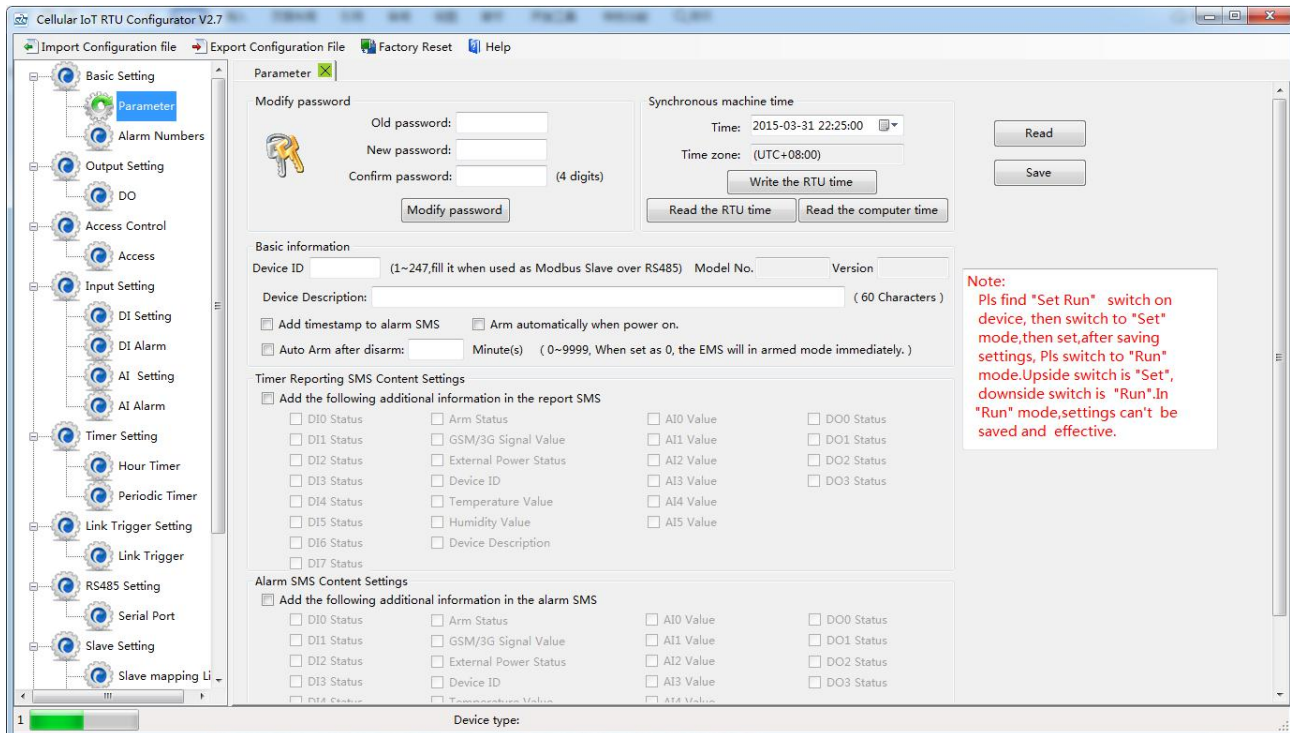 Cellular IoT RTU Configurator V2.7
Import Configuration file Export Configuration File Factory Reset Help
Basic Setting
Parameter
Alarm Numbers
Output Setting
DO
Access Control
Access
Input Setting
DI Setting
DI Alarm
AI Setting
AI Alarm
Timer Setting
Hour Timer
Periodic Timer
Link Trigger Setting
Link Trigger
RS485 Setting
Serial Port
Slave Setting
Slave mapping Li
Parameter
Modify password
Old password:
New password:
Confirm password: (4 digits)
Modify password
Synchronous machine time
Time: 2015-03-31 22:25:00
Time zone: (UTC+08:00)
Write the RTU time
Read the RTU time Read the computer time
Read
Save
Basic information
Device ID (1~247,fill it when used as Modbus Slave over RS485) Model No. Version
Device Description: ( 60 Characters )
Add timestamp to alarm SMS Arm automatically when power on.
Auto Arm after disarm: Minute(s) ( 0~9999, When set as 0, the EMS will in armed mode immediately. )
Note:
Pls find "Set Run" switch on
device, then switch to "Set"
mode,then set,after saving
settings, Pls switch to "Run"
mode.Upside switch is "Set",
downside switch is "Run".In
"Run" mode,settings can't be
saved and effective.
Timer Reporting SMS Content Settings
Add the following additional information in the report SMS
DI0 Status Arm Status AI0 Value DO0 Status
DI1 Status GSM/3G Signal Value AI1 Value DO1 Status
DI2 Status External Power Status AI2 Value DO2 Status
DI3 Status Device ID AI3 Value DO3 Status
DI4 Status Temperature Value AI4 Value
DI5 Status Humidity Value AI5 Value
DI6 Status Device Description
DI7 Status
Alarm SMS Content Settings
Add the following additional information in the alarm SMS
DI0 Status Arm Status AI0 Value DO0 Status
DI1 Status GSM/3G Signal Value AI1 Value DO1 Status
DI2 Status External Power Status AI2 Value DO2 Status
DI3 Status Device ID AI3 Value DO3 Status
DI4 Status Temperature Value AI4 Value
1 Device type: